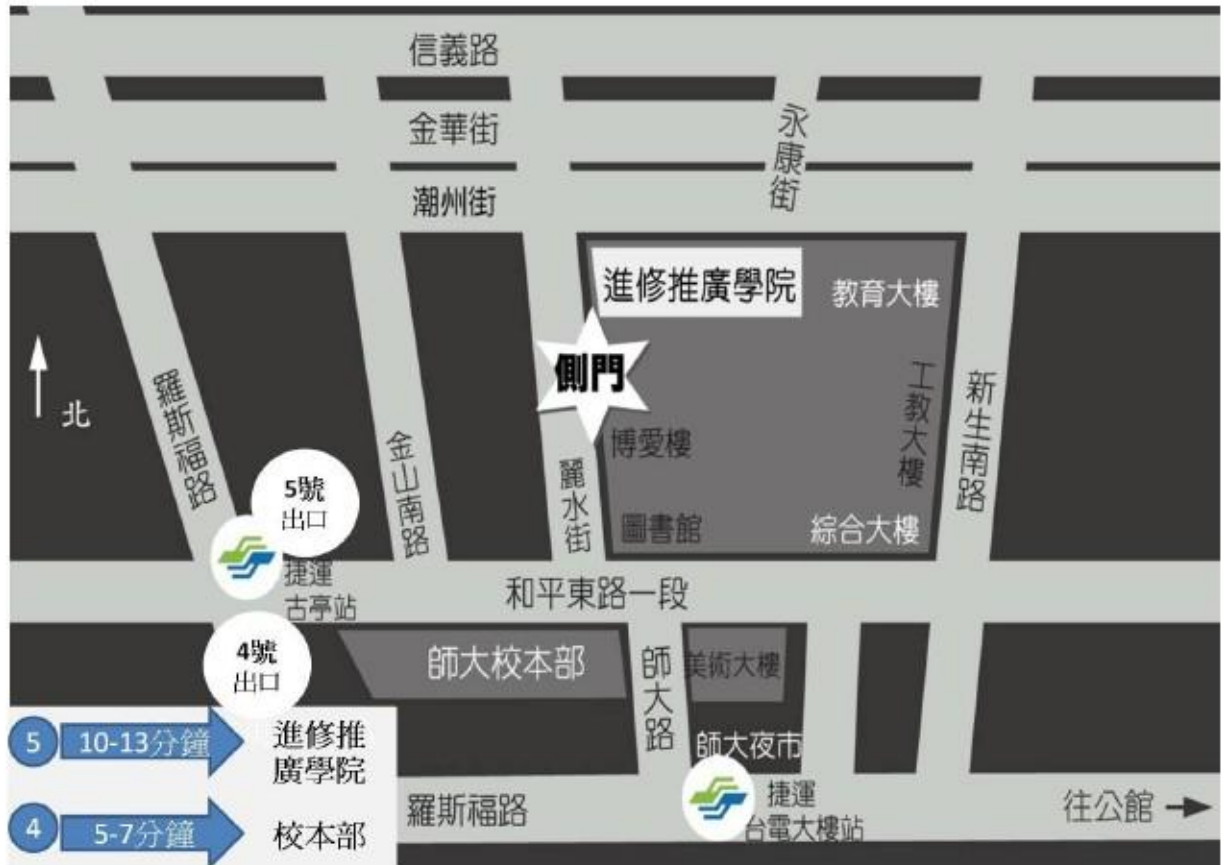 信義路
金華街
永康街
潮州街
進修推廣學院
教育大樓
側門
北
羅斯福路
金山南路
麗水街
博愛樓
工教大樓
新生南路
5號
出口
圖書館
綜合大樓
捷運
古亭站
和平東路一段
4號
出口
師大校本部
師大路
美術大樓
5
10-13分鐘
進修推
廣學院
師大夜市
4
5-7分鐘
校本部
羅斯福路
捷運
台電大樓站
往公館